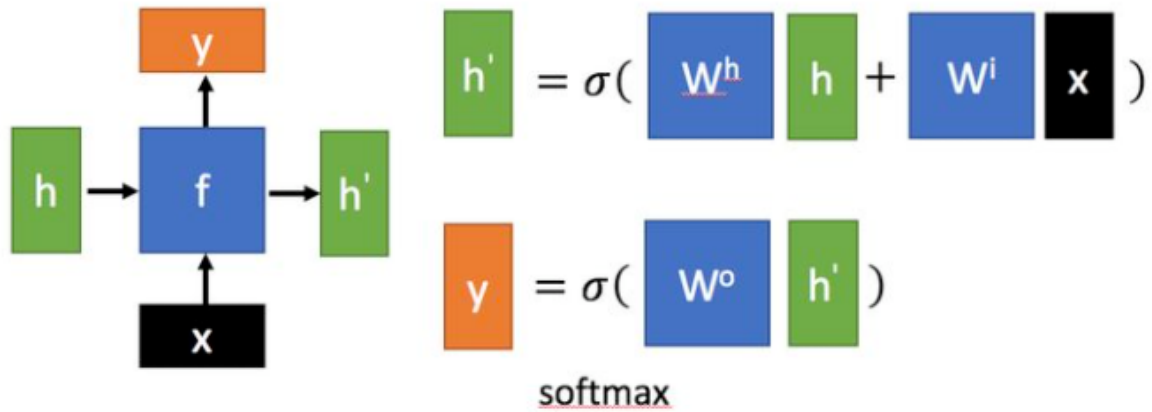 y
h
f
h'
x
h' = σ( Wʰ h + Wⁱ x )
y = σ( Wᵒ h' )
softmax